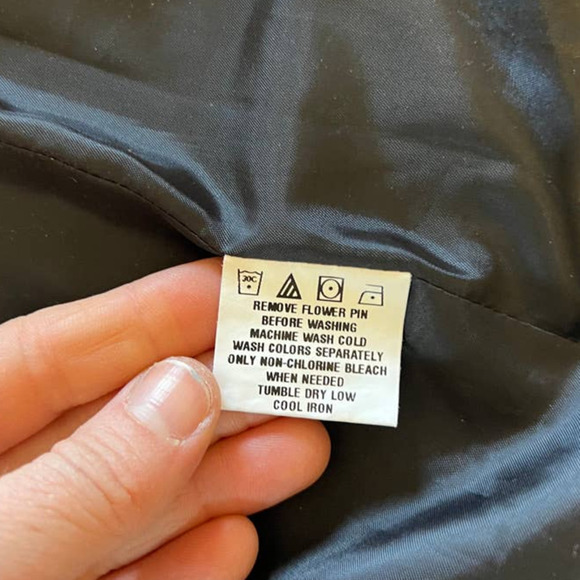 30C
REMOVE FLOWER PIN
BEFORE WASHING
MACHINE WASH COLD
WASH COLORS SEPARATELY
ONLY NON-CHLORINE BLEACH
WHEN NEEDED
TUMBLE DRY LOW
COOL IRON